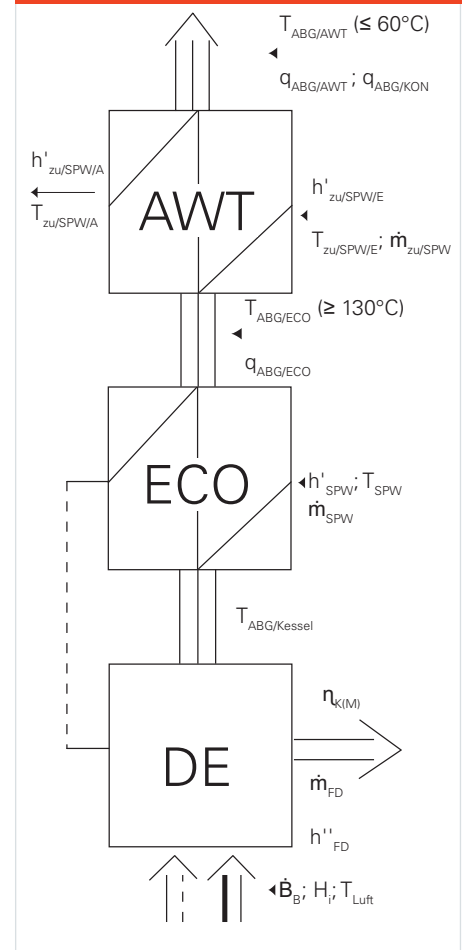 T_ABG/AWT (≤ 60°C)
q_ABG/AWT ; q_ABG/KON
h'_zu/SPW/A
T_zu/SPW/A
AWT
h'_zu/SPW/E
T_zu/SPW/E; ṁ_zu/SPW
T_ABG/ECO (≥ 130°C)
q_ABG/ECO
ECO
h'_SPW; T_SPW
ṁ_SPW
T_ABG/Kessel
η_K(M)
DE
ṁ_FD
h''_FD
Ḃ_B; H_i; T_Luft